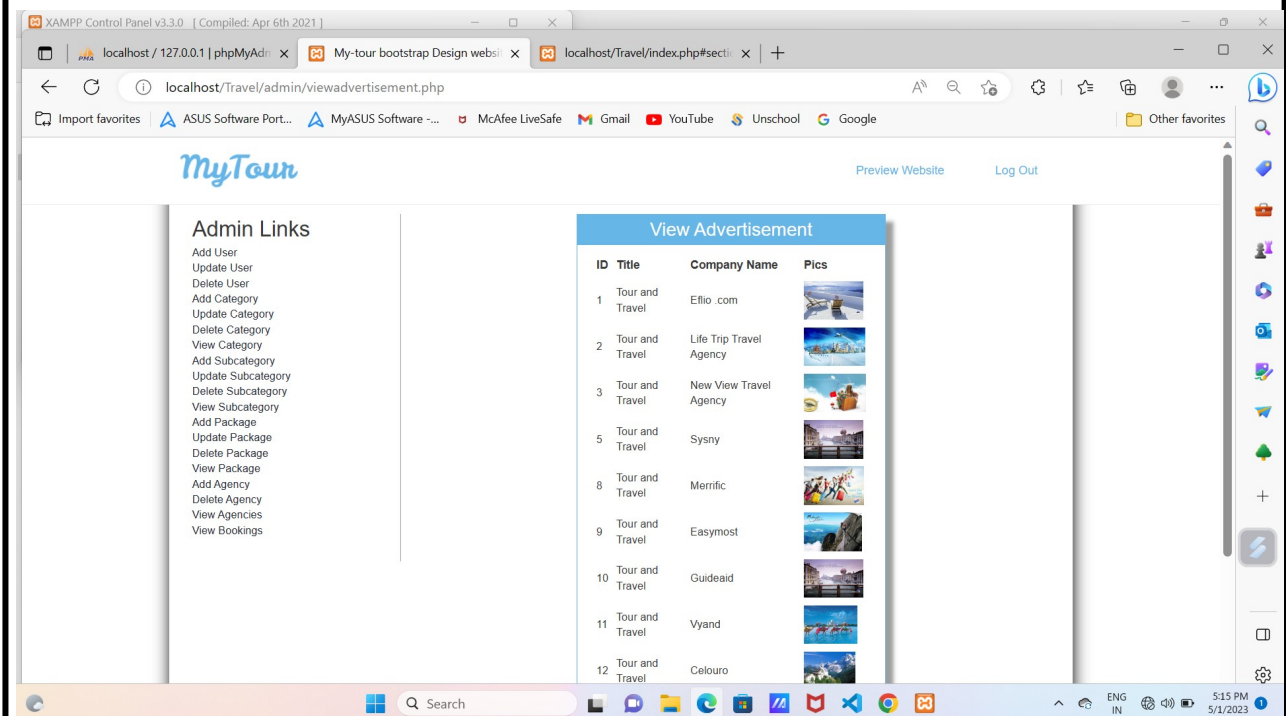 XAMPP Control Panel v3.3.0 [ Compiled: Apr 6th 2021 ]
localhost / 127.0.0.1 | phpMyAdn
My-tour bootstrap Design websi
localhost/Travel/index.php#secti
localhost/Travel/admin/viewadvertisement.php
Import favorites
ASUS Software Port...
MyASUS Software -...
McAfee LiveSafe
Gmail
YouTube
Unschool
Google
Other favorites
MyTour
Preview Website
Log Out
Admin Links
Add User
Update User
Delete User
Add Category
Update Category
Delete Category
View Category
Add Subcategory
Update Subcategory
Delete Subcategory
View Subcategory
Add Package
Update Package
Delete Package
View Package
Add Agency
Delete Agency
View Agencies
View Bookings
View Advertisement
ID Title Company Name Pics
1 Tour and Travel Eflio .com
2 Tour and Travel Life Trip Travel Agency
3 Tour and Travel New View Travel Agency
5 Tour and Travel Sysny
8 Tour and Travel Merrific
9 Tour and Travel Easymost
10 Tour and Travel Guideaid
11 Tour and Travel Vyand
12 Tour and Travel Celouro
Search
ENG
IN
5:15 PM
5/1/2023
1